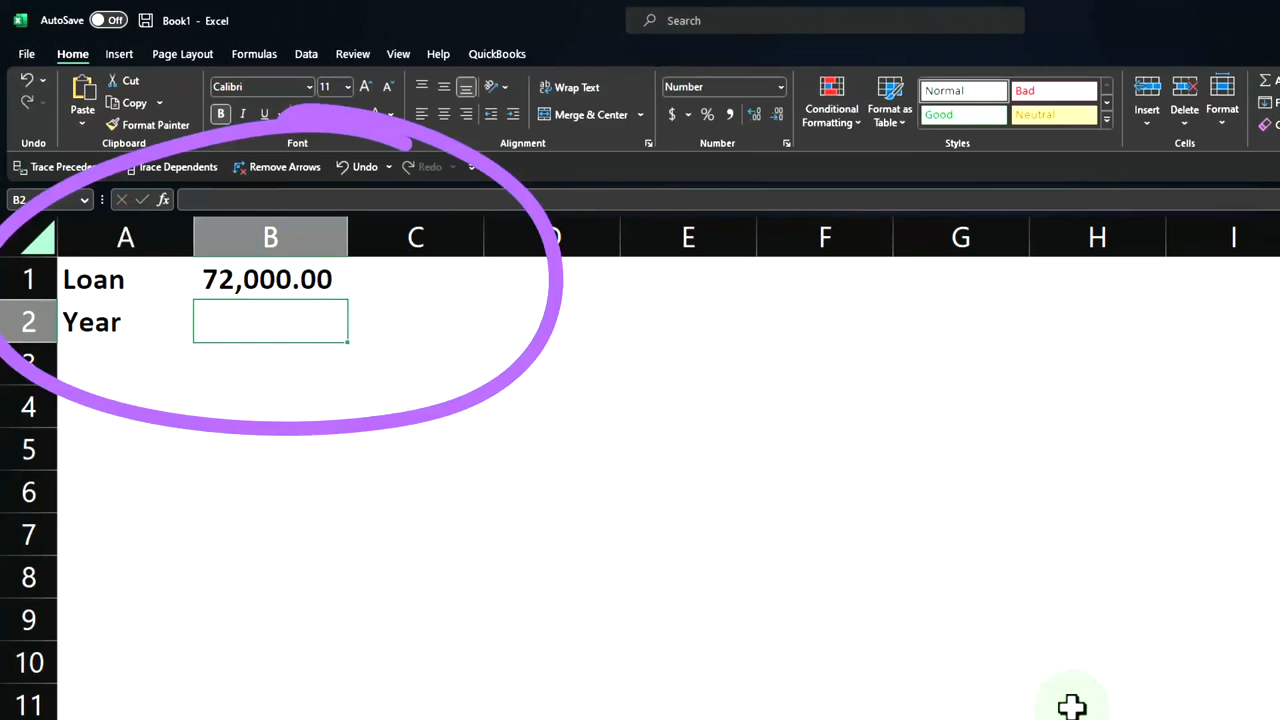 AutoSave Off Book1 - Excel Search
File Home Insert Page Layout Formulas Data Review View Help QuickBooks
Cut Calibri 11 Wrap Text Number
Paste Copy Conditional Formatting Format as Table Normal Bad Insert Delete Format
Format Painter B I U Merge & Center $ % Good Neutral
Undo Clipboard Font Alignment Number Styles Cells
Trace Precede Trace Dependents Remove Arrows Undo Redo
B2 fx
A B C D E F G H I
1 Loan 72,000.00
2 Year
3
4
5
6
7
8
9
10
11